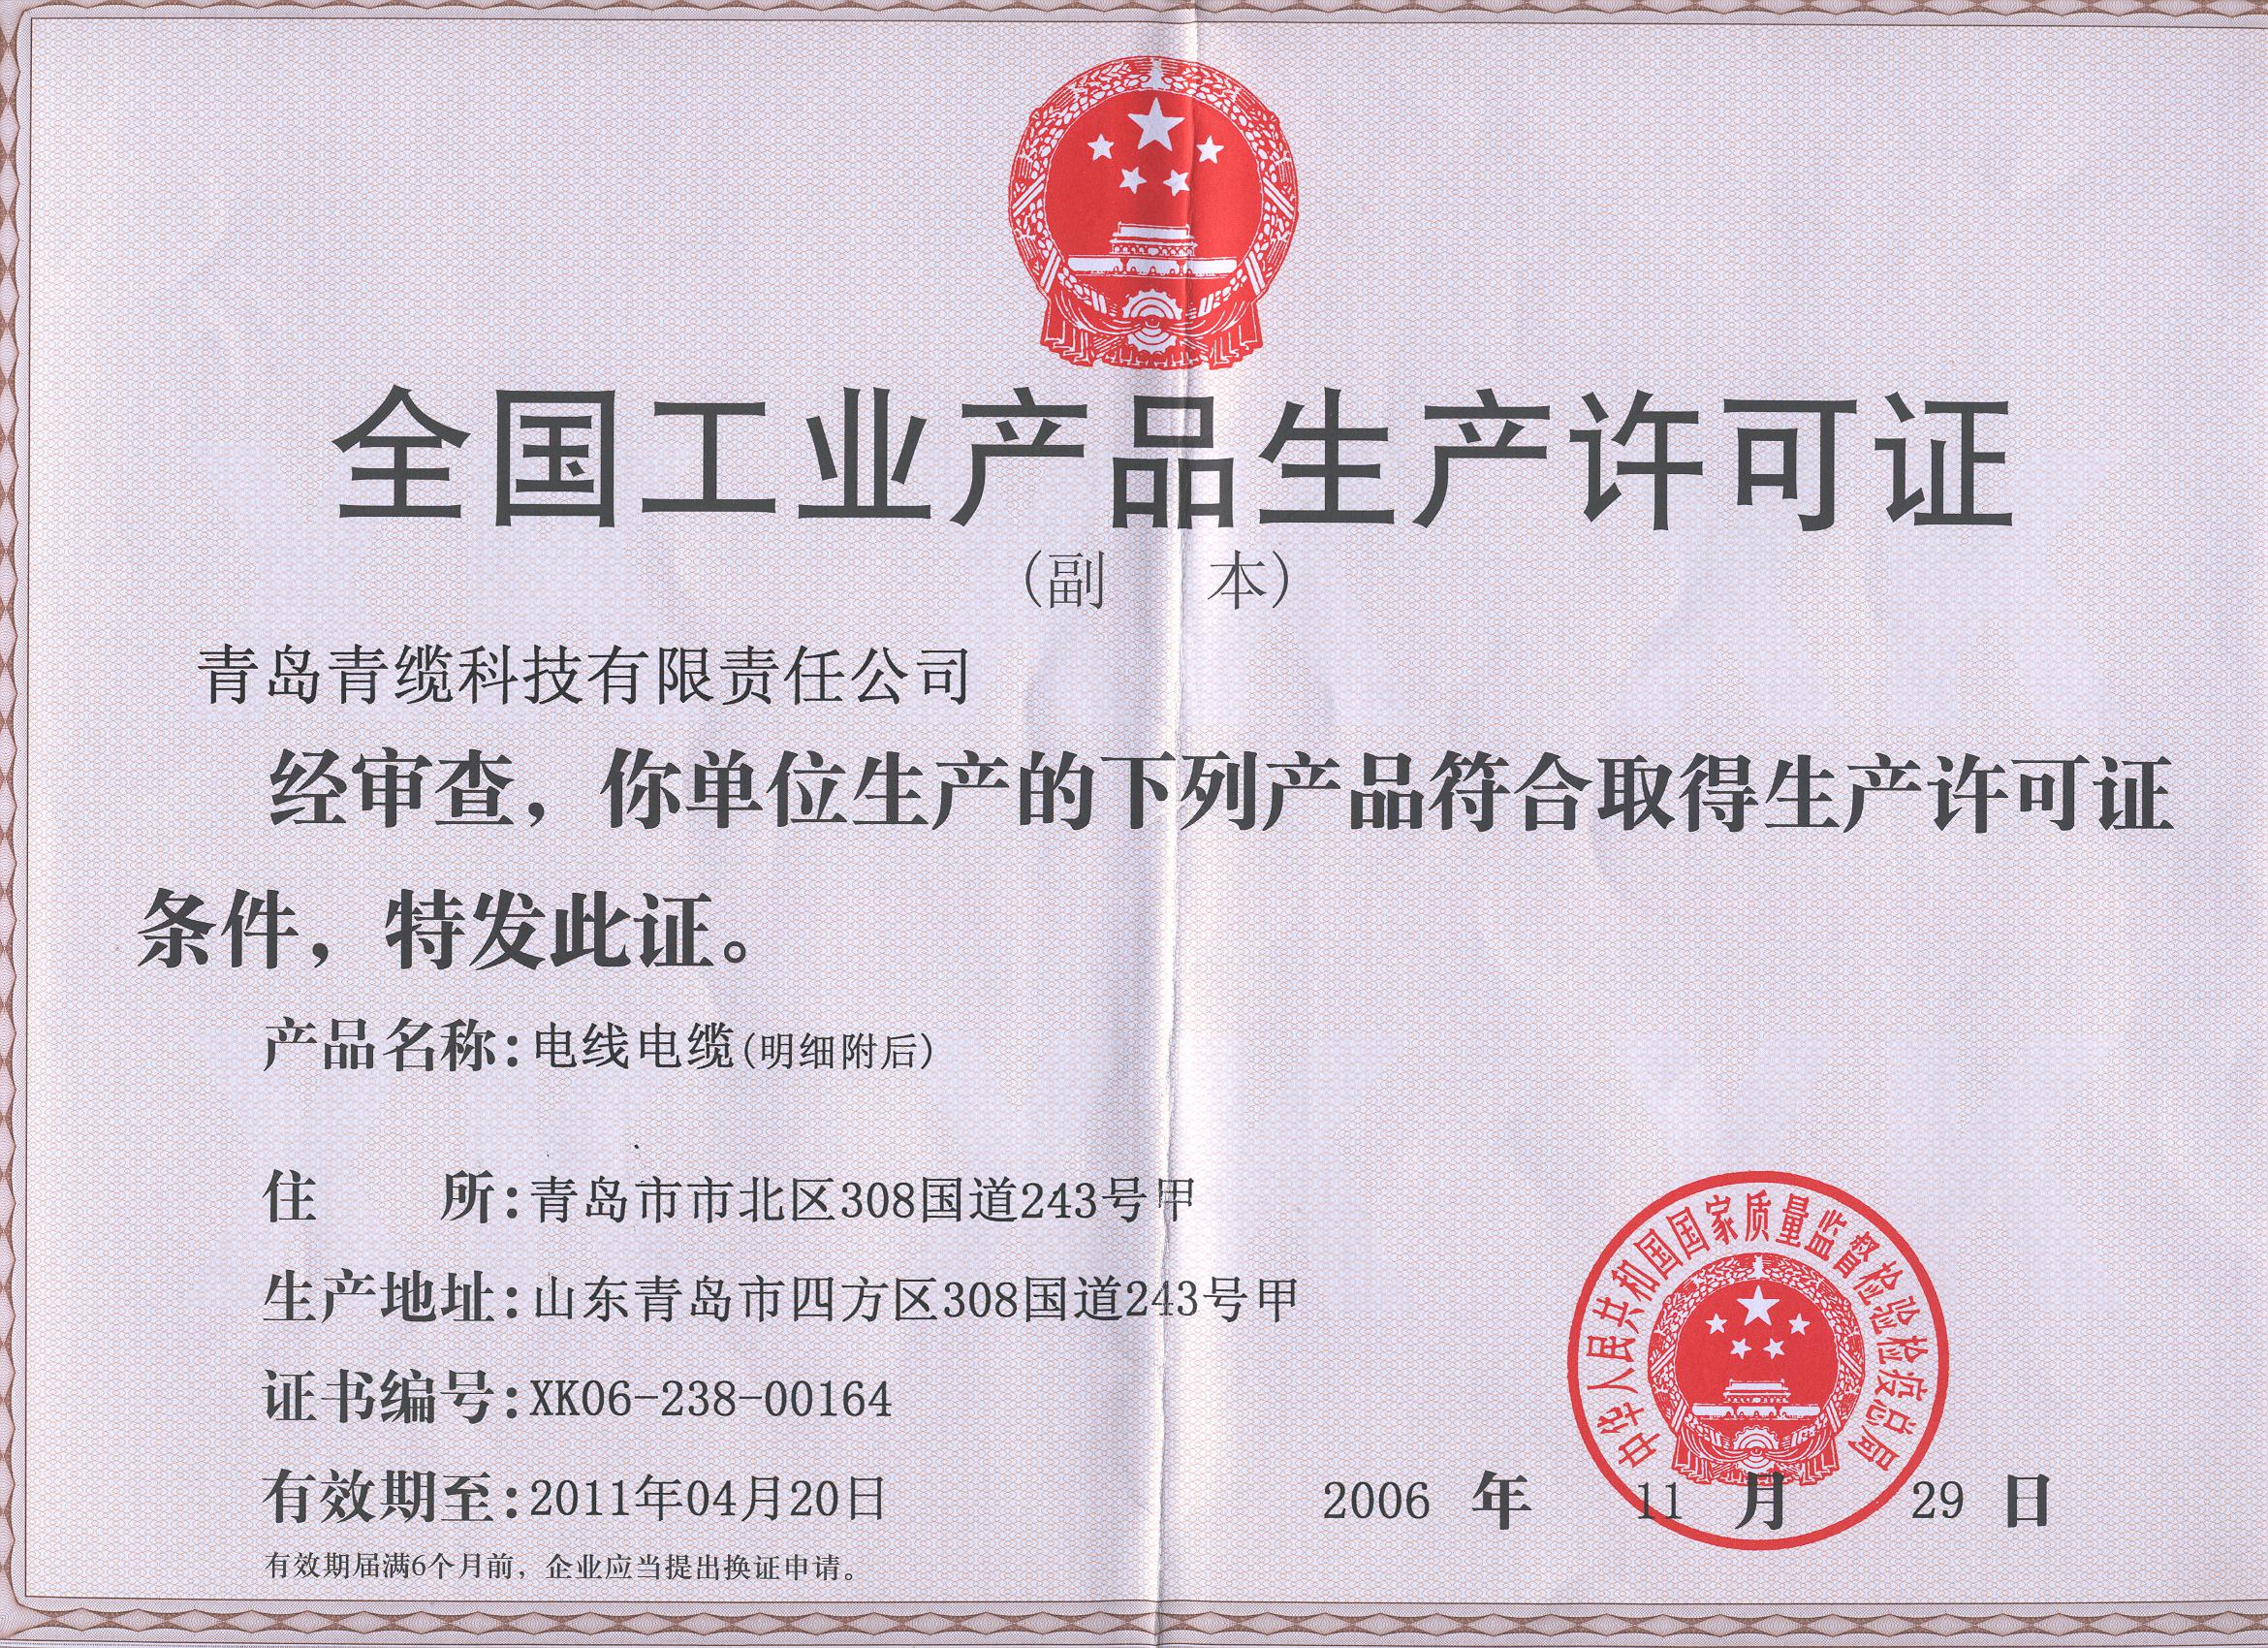 全国工业产品生产许可证
(副 本)
青岛青缆科技有限责任公司
经审查，你单位生产的下列产品符合取得生产许可证
条件，特发此证。
产品名称:电线电缆(明细附后)
住 所:青岛市市北区308国道243号甲
生产地址:山东青岛市四方区308国道243号甲
证书编号:XK06-238-00164
有效期至:2011年04月20日
中华人民共和国国家质量监督检验检疫总局
2006 年 11 月 29 日
有效期届满6个月前，企业应当提出换证申请。